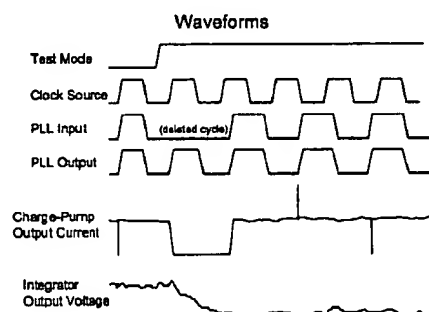 Waveforms
Test Mode
Clock Source
PLL Input
(deleted cycle)
PLL Output
Charge-Pump
Output Current
Integrator
Output Voltage